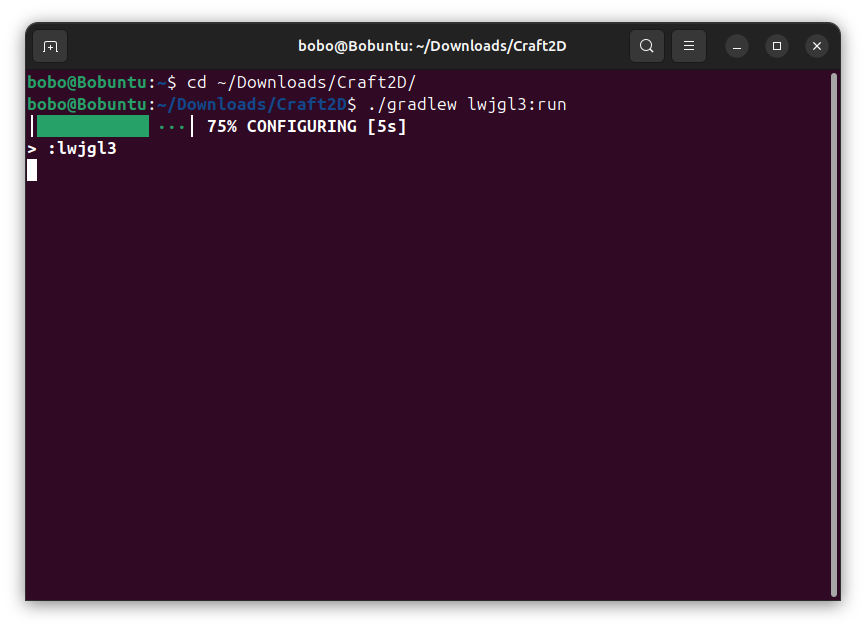 bobo@Bobuntu: ~/Downloads/Craft2D
bobo@Bobuntu:~$ cd ~/Downloads/Craft2D/
bobo@Bobuntu:~/Downloads/Craft2D$ ./gradlew lwjgl3:run
|          ...| 75% CONFIGURING [5s]
> :lwjgl3